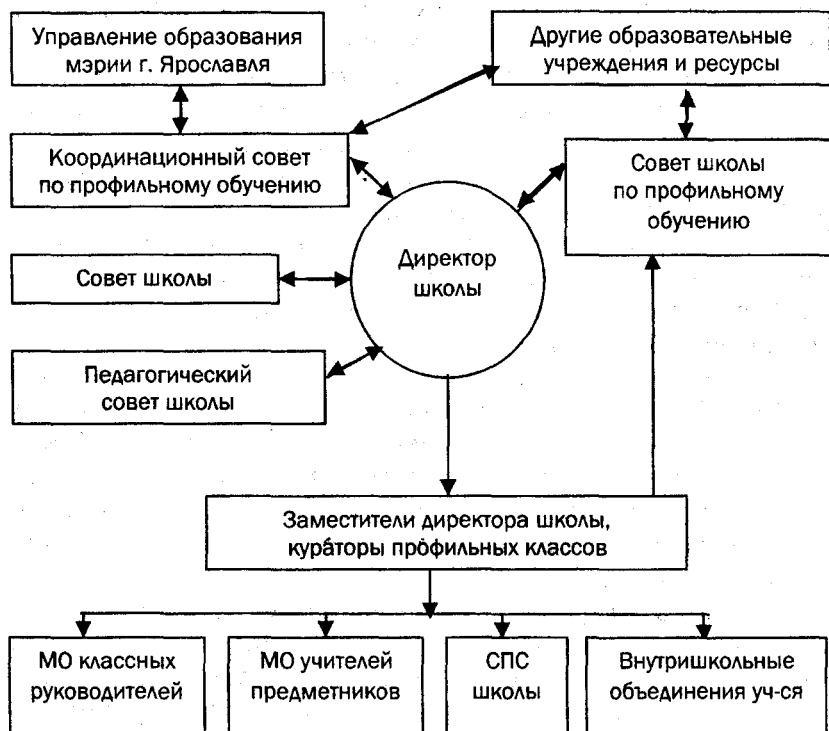 Управление образования
мэрии г. Ярославля
Другие образовательные
учреждения и ресурсы
Координационный совет
по профильному обучению
Совет школы
по профильному
обучению
Директор
школы
Совет школы
Педагогический
совет школы
Заместители директора школы,
кураторы профильных классов
МО классных
руководителей
МО учителей
предметников
СПС
школы
Внутришкольные
объединения уч-ся